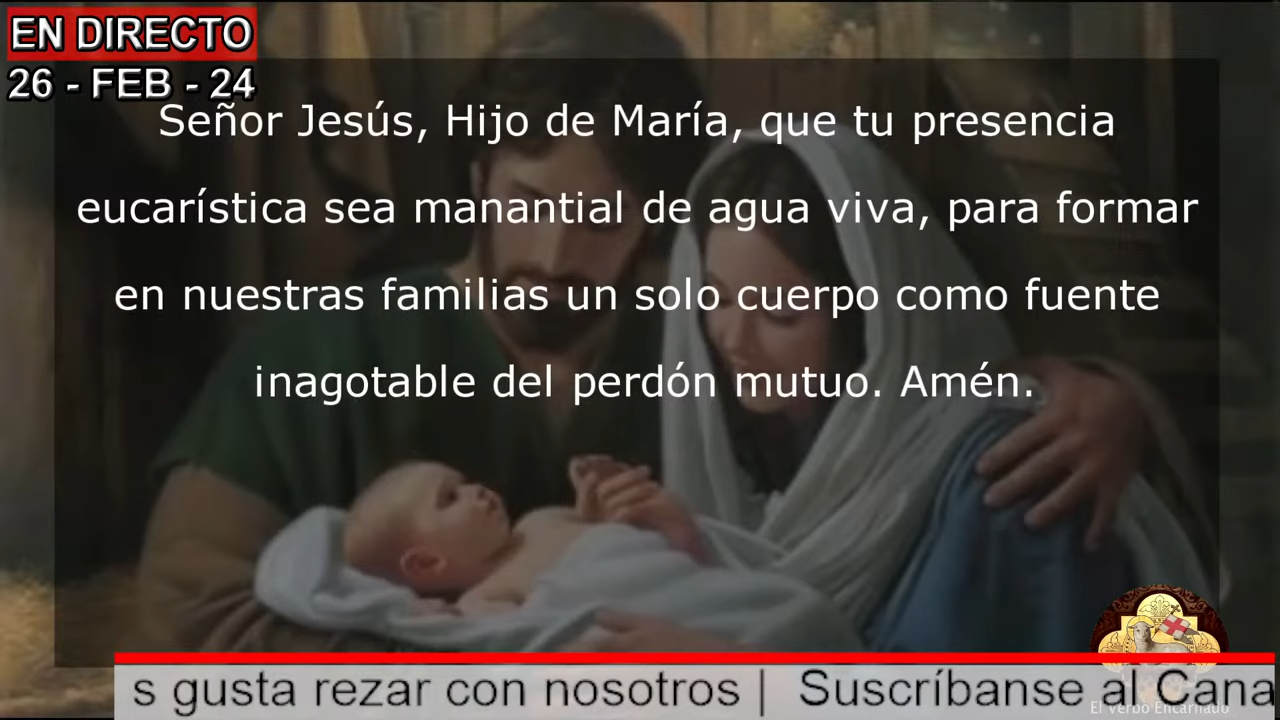 EN DIRECTO
26 - FEB - 24
Señor Jesús, Hijo de María, que tu presencia
eucarística sea manantial de agua viva, para formar
en nuestras familias un solo cuerpo como fuente
inagotable del perdón mutuo. Amén.
s gusta rezar con nosotros | Suscríbanse al Cana
El Verbo Encarnado